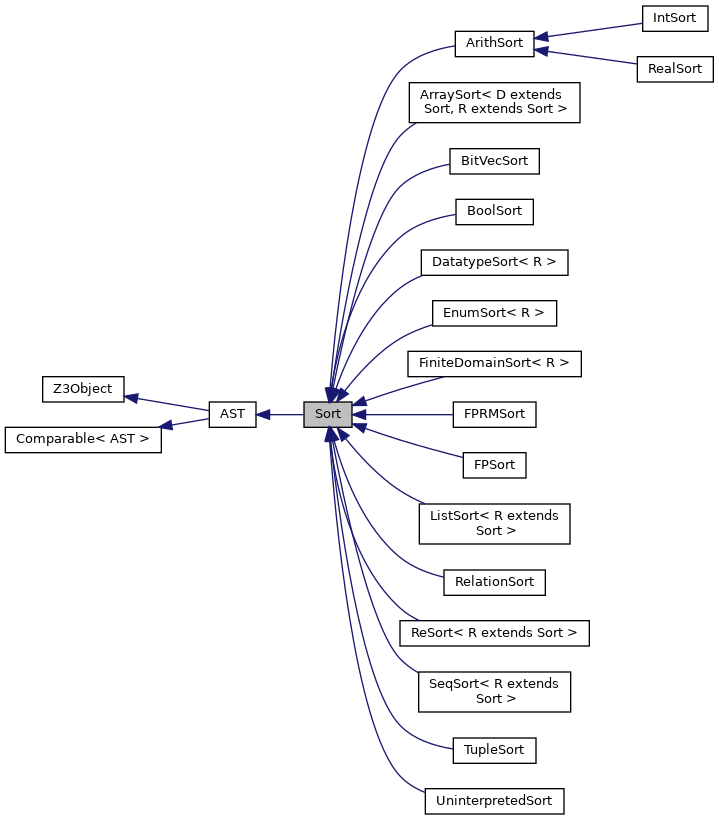 IntSort
ArithSort
RealSort
ArraySort< D extends
Sort, R extends Sort >
BitVecSort
BoolSort
DatatypeSort< R >
EnumSort< R >
FiniteDomainSort< R >
Z3Object
AST
Sort
FPRMSort
Comparable< AST >
FPSort
ListSort< R extends
Sort >
RelationSort
ReSort< R extends Sort >
SeqSort< R extends
Sort >
TupleSort
UninterpretedSort